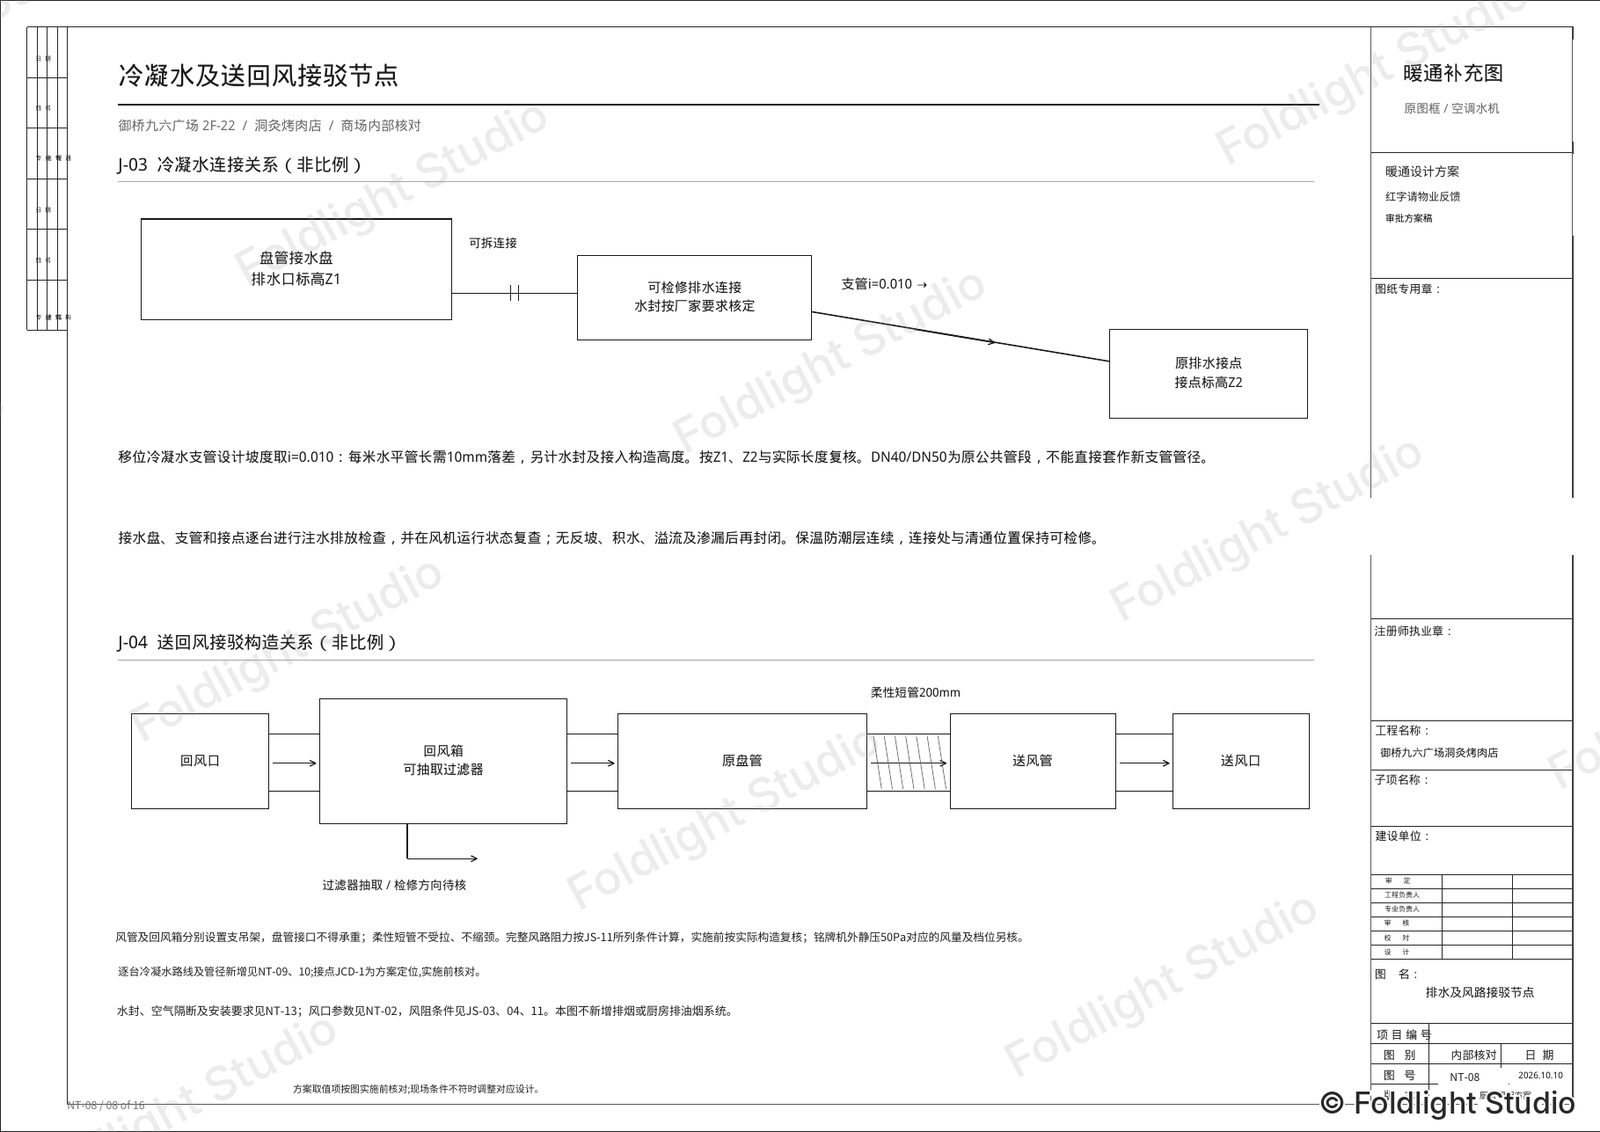 冷凝水及送回风接驳节点
御桥九六广场 2F-22 / 洞灸烤肉店 / 商场内部核对
J-03 冷凝水连接关系（非比例）
盘管接水盘
排水口标高Z1
可拆连接
可检修排水连接
水封按厂家要求核定
支管i=0.010 →
原排水接点
接点标高Z2
移位冷凝水支管设计坡度取i=0.010：每米水平管长需10mm落差，另计水封及接入构造高度。按Z1、Z2与实际长度复核。DN40/DN50为原公共管段，不能直接套作新支管管径。
接水盘、支管和接点逐台进行注水排放检查，并在风机运行状态复查；无反坡、积水、溢流及渗漏后再封闭。保温防潮层连续，连接处与清通位置保持可检修。
J-04 送回风接驳构造关系（非比例）
柔性短管200mm
回风口
回风箱
可抽取过滤器
原盘管
送风管
送风口
过滤器抽取 / 检修方向待核
风管及回风箱分别设置支吊架，盘管接口不得承重；柔性短管不受拉、不缩颈。完整风路阻力按JS-11所列条件计算，实施前按实际构造复核；铭牌机外静压50Pa对应的风量及档位另核。
逐台冷凝水路线及管径新增见NT-09、10;接点JCD-1为方案定位,实施前核对。
水封、空气隔断及安装要求见NT-13；风口参数见NT-02，风阻条件见JS-03、04、11。本图不新增排烟或厨房排油烟系统。
方案取值项按图实施前核对;现场条件不符时调整对应设计。
NT-08 / 08 of 16
暖通补充图
原图框 / 空调水机
暖通设计方案
红字请物业反馈
审批方案稿
图纸专用章：
注册师执业章：
工程名称：
御桥九六广场洞灸烤肉店
子项名称：
建设单位：
审 定
工程负责人
专业负责人
审 核
校 对
设 计
图 名：
排水及风路接驳节点
项目编号
图 别 内部核对 日 期
图 号 NT-08 2026.10.10
© Foldlight Studio